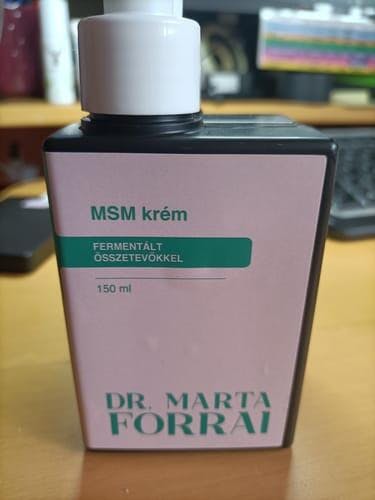 MSM krém
FERMENTÁLT
ÖSSZETEVŐKKEL
150 ml
DR. MARTA
FORRAI